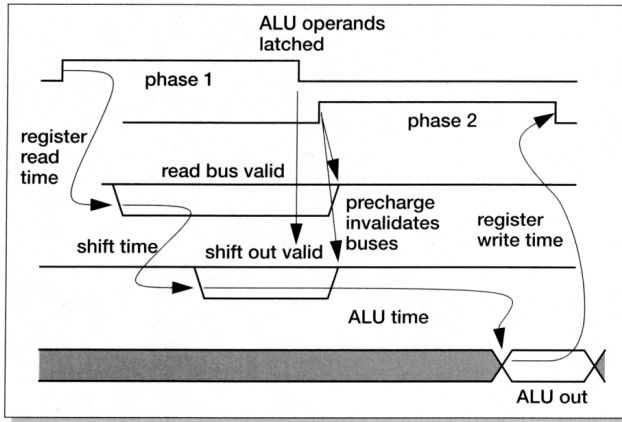 ALU operands
latched
phase 1
phase 2
register
read
time
read bus valid
precharge
invalidates
buses
register
write time
shift time
shift out valid
ALU time
ALU out